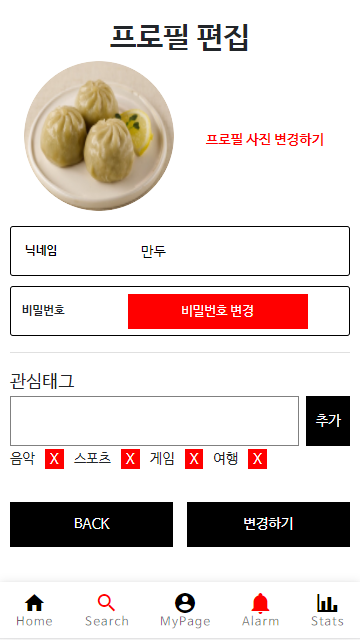 프로필 편집
프로필 사진 변경하기
닉네임 만두
비밀번호 비밀번호 변경
관심태그
추가
음악 X 스포츠 X 게임 X 여행 X
BACK 변경하기
Home Search MyPage Alarm Stats